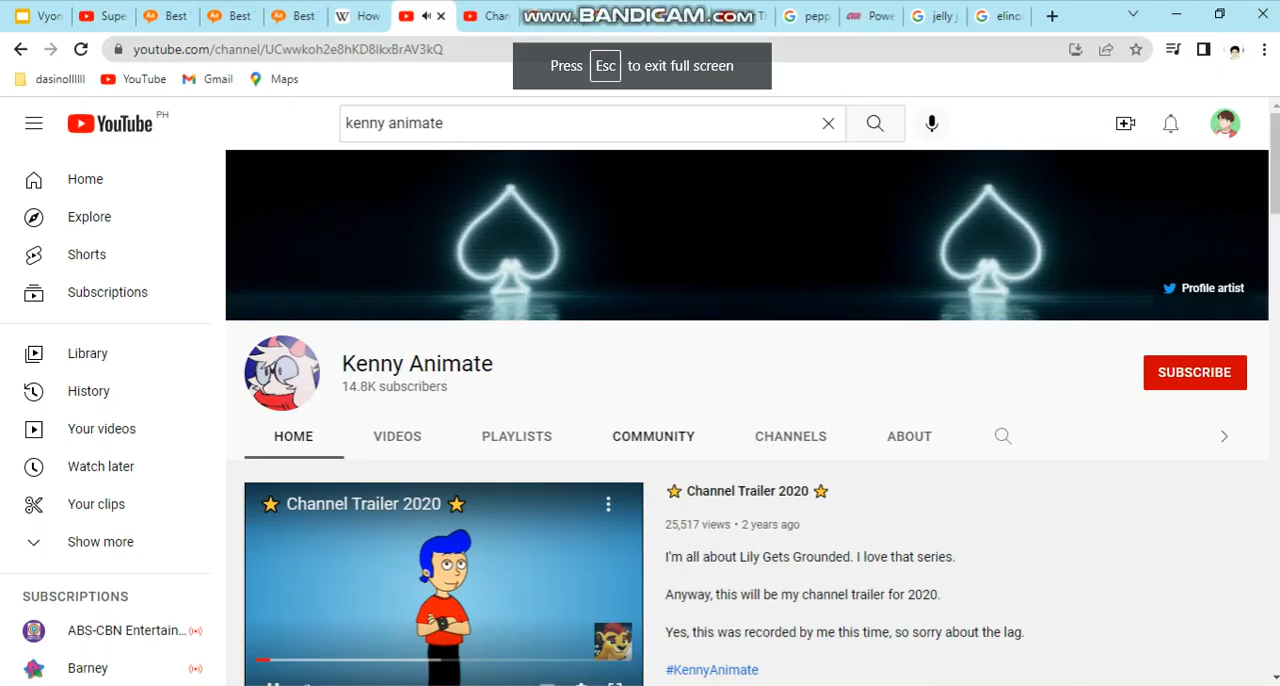 Vyon Supe Best Best Best How Chan www.BANDICAM.com pepp Powe jelly j elino
youtube.com/channel/UCwwkoh2e8hKD8IkxBrAV3kQ
Press Esc to exit full screen
dasinollllll YouTube Gmail Maps
YouTube PH
kenny animate
Home
Explore
Shorts
Subscriptions
Library
History
Your videos
Watch later
Your clips
Show more
SUBSCRIPTIONS
ABS-CBN Entertain...
Barney
Profile artist
Kenny Animate
14.8K subscribers
SUBSCRIBE
HOME VIDEOS PLAYLISTS COMMUNITY CHANNELS ABOUT
Channel Trailer 2020
Channel Trailer 2020
25,517 views • 2 years ago
I'm all about Lily Gets Grounded. I love that series.
Anyway, this will be my channel trailer for 2020.
Yes, this was recorded by me this time, so sorry about the lag.
#KennyAnimate